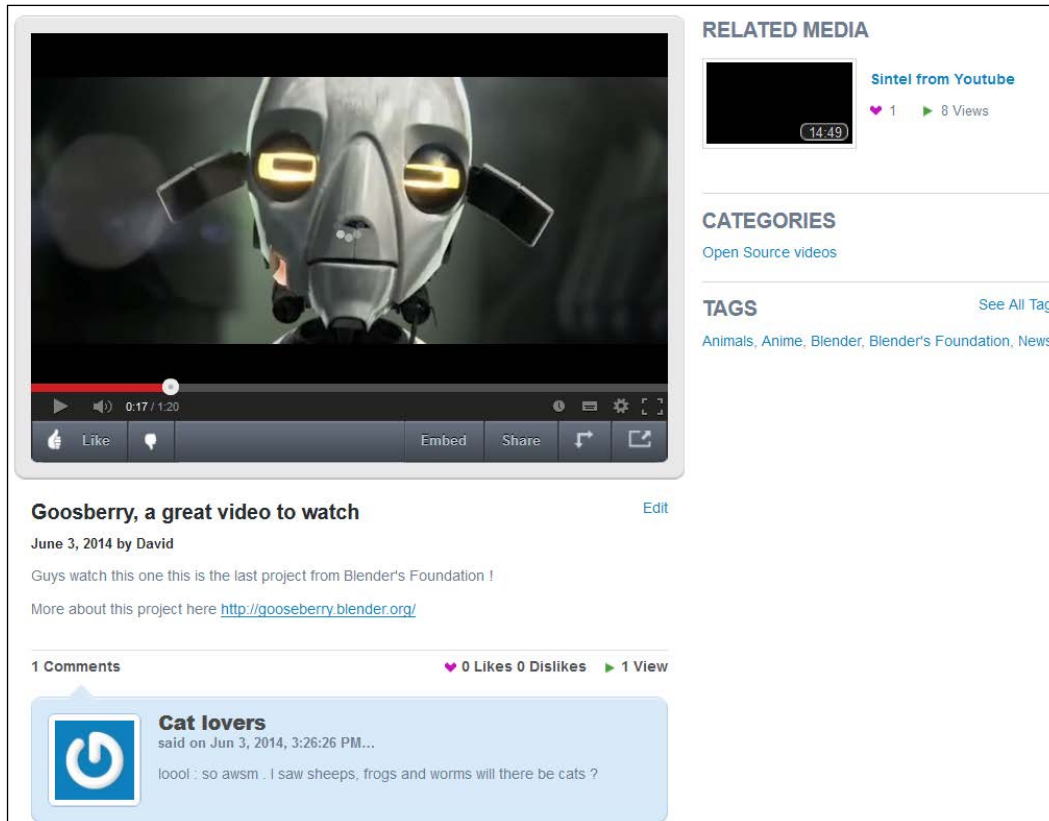 0:17 / 1:20
Like
Embed
Share
Goosberry, a great video to watch
Edit
June 3, 2014 by David
Guys watch this one this is the last project from Blender's Foundation !
More about this project here http://gooseberry.blender.org/
1 Comments
0 Likes 0 Dislikes
1 View
Cat lovers
said on Jun 3, 2014, 3:26:26 PM...
loool : so awsm . I saw sheeps, frogs and worms will there be cats ?
RELATED MEDIA
14:49
Sintel from Youtube
1
8 Views
CATEGORIES
Open Source videos
TAGS
See All Tag
Animals, Anime, Blender, Blender's Foundation, News